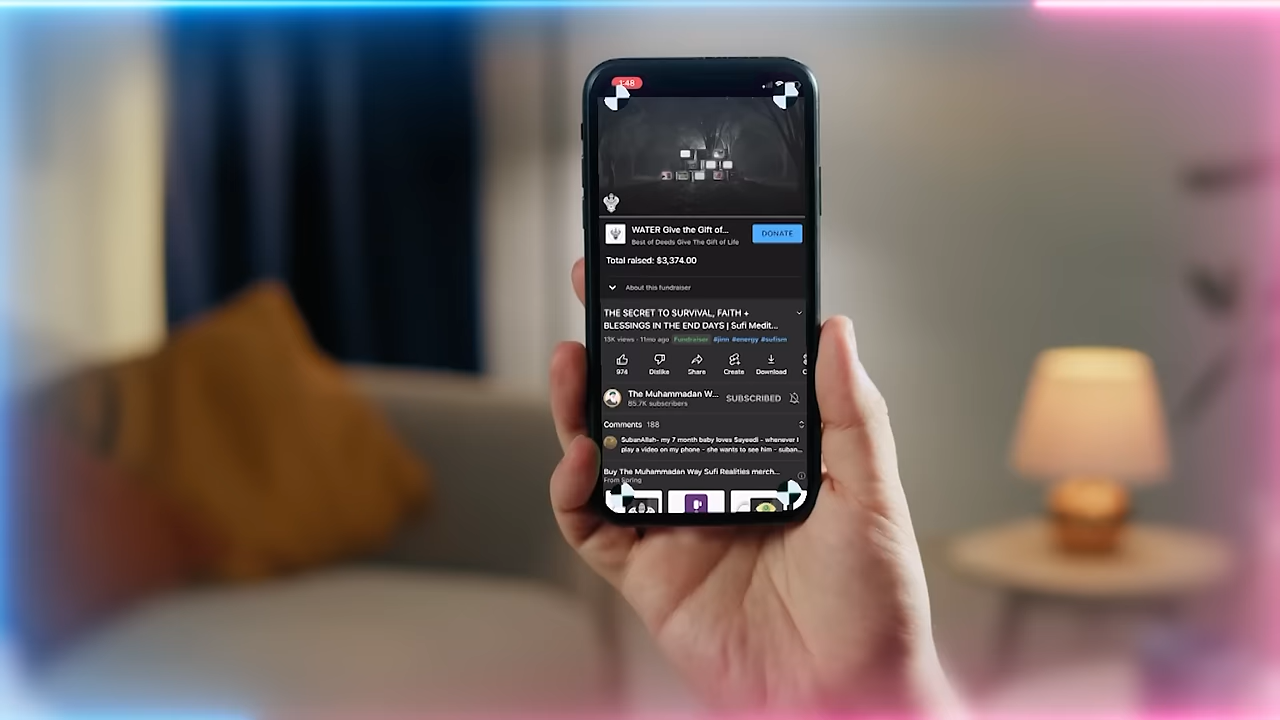 1:48
WATER Give the Gift of...
Best of Deeds Give The Gift of Life
DONATE
Total raised: $3,374.00
About this fundraiser
THE SECRET TO SURVIVAL, FAITH +
BLESSINGS IN THE END DAYS | Sufi Medit...
13K views · 11mo ago Fundraiser #jinn #energy #sufism
974 Dislike Share Create Download
The Muhammadan W...
85.7K subscribers
SUBSCRIBED
Comments 188
SubanAllah- my 7 month baby loves Sayeedi - whenever I
play a video on my phone - she wants to see him - suban...
Buy The Muhammadan Way Sufi Realities merch...
From Spring